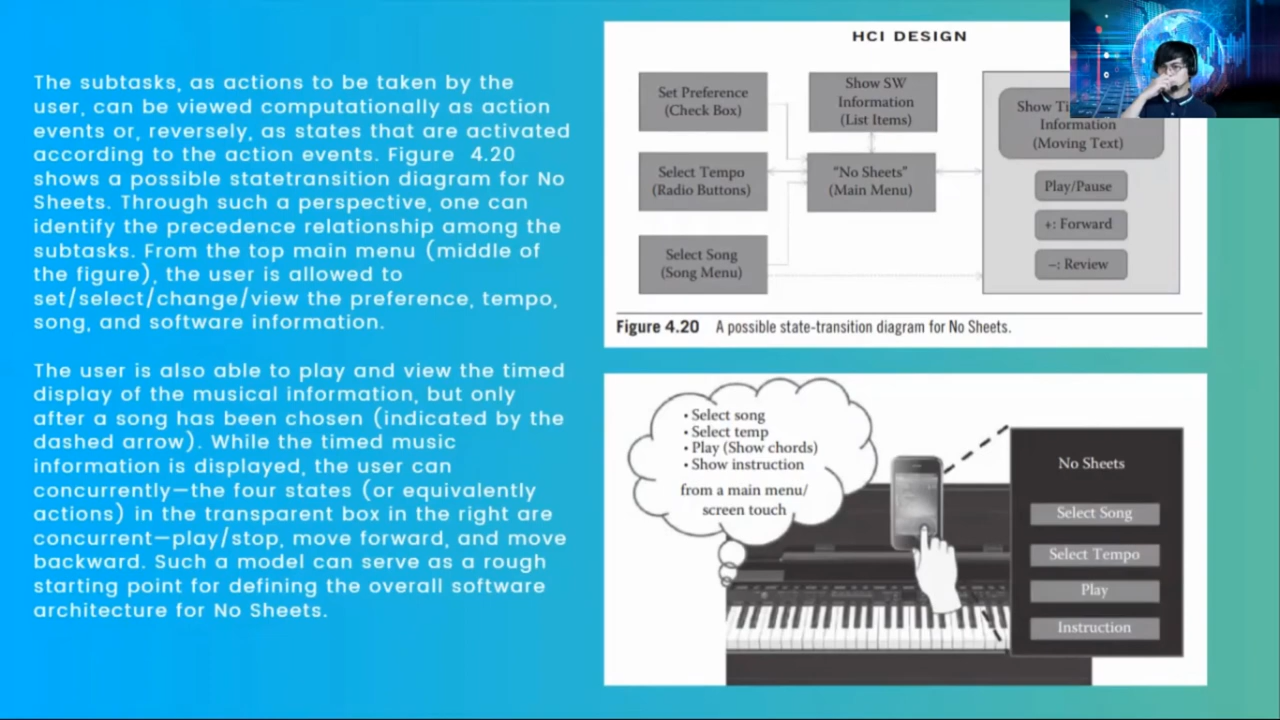 The subtasks, as actions to be taken by the
user, can be viewed computationally as action
events or, reversely, as states that are activated
according to the action events. Figure 4.20
shows a possible statetransition diagram for No
Sheets. Through such a perspective, one can
identify the precedence relationship among the
subtasks. From the top main menu (middle of
the figure), the user is allowed to
set/select/change/view the preference, tempo,
song, and software information.
The user is also able to play and view the timed
display of the musical information, but only
after a song has been chosen (indicated by the
dashed arrow). While the timed music
information is displayed, the user can
concurrently—the four states (or equivalently
actions) in the transparent box in the right are
concurrent—play/stop, move forward, and move
backward. Such a model can serve as a rough
starting point for defining the overall software
architecture for No Sheets.
HCI DESIGN
Set Preference
(Check Box)
Show SW
Information
(List Items)
Show
Information
(Moving Text)
Select Tempo
(Radio Buttons)
"No Sheets"
(Main Menu)
Play/Pause
+: Forward
–: Review
Select Song
(Song Menu)
Figure 4.20 A possible state-transition diagram for No Sheets.
• Select song
• Select temp
• Play (Show chords)
• Show instruction
from a main menu/
screen touch
No Sheets
Select Song
Select Tempo
Play
Instruction